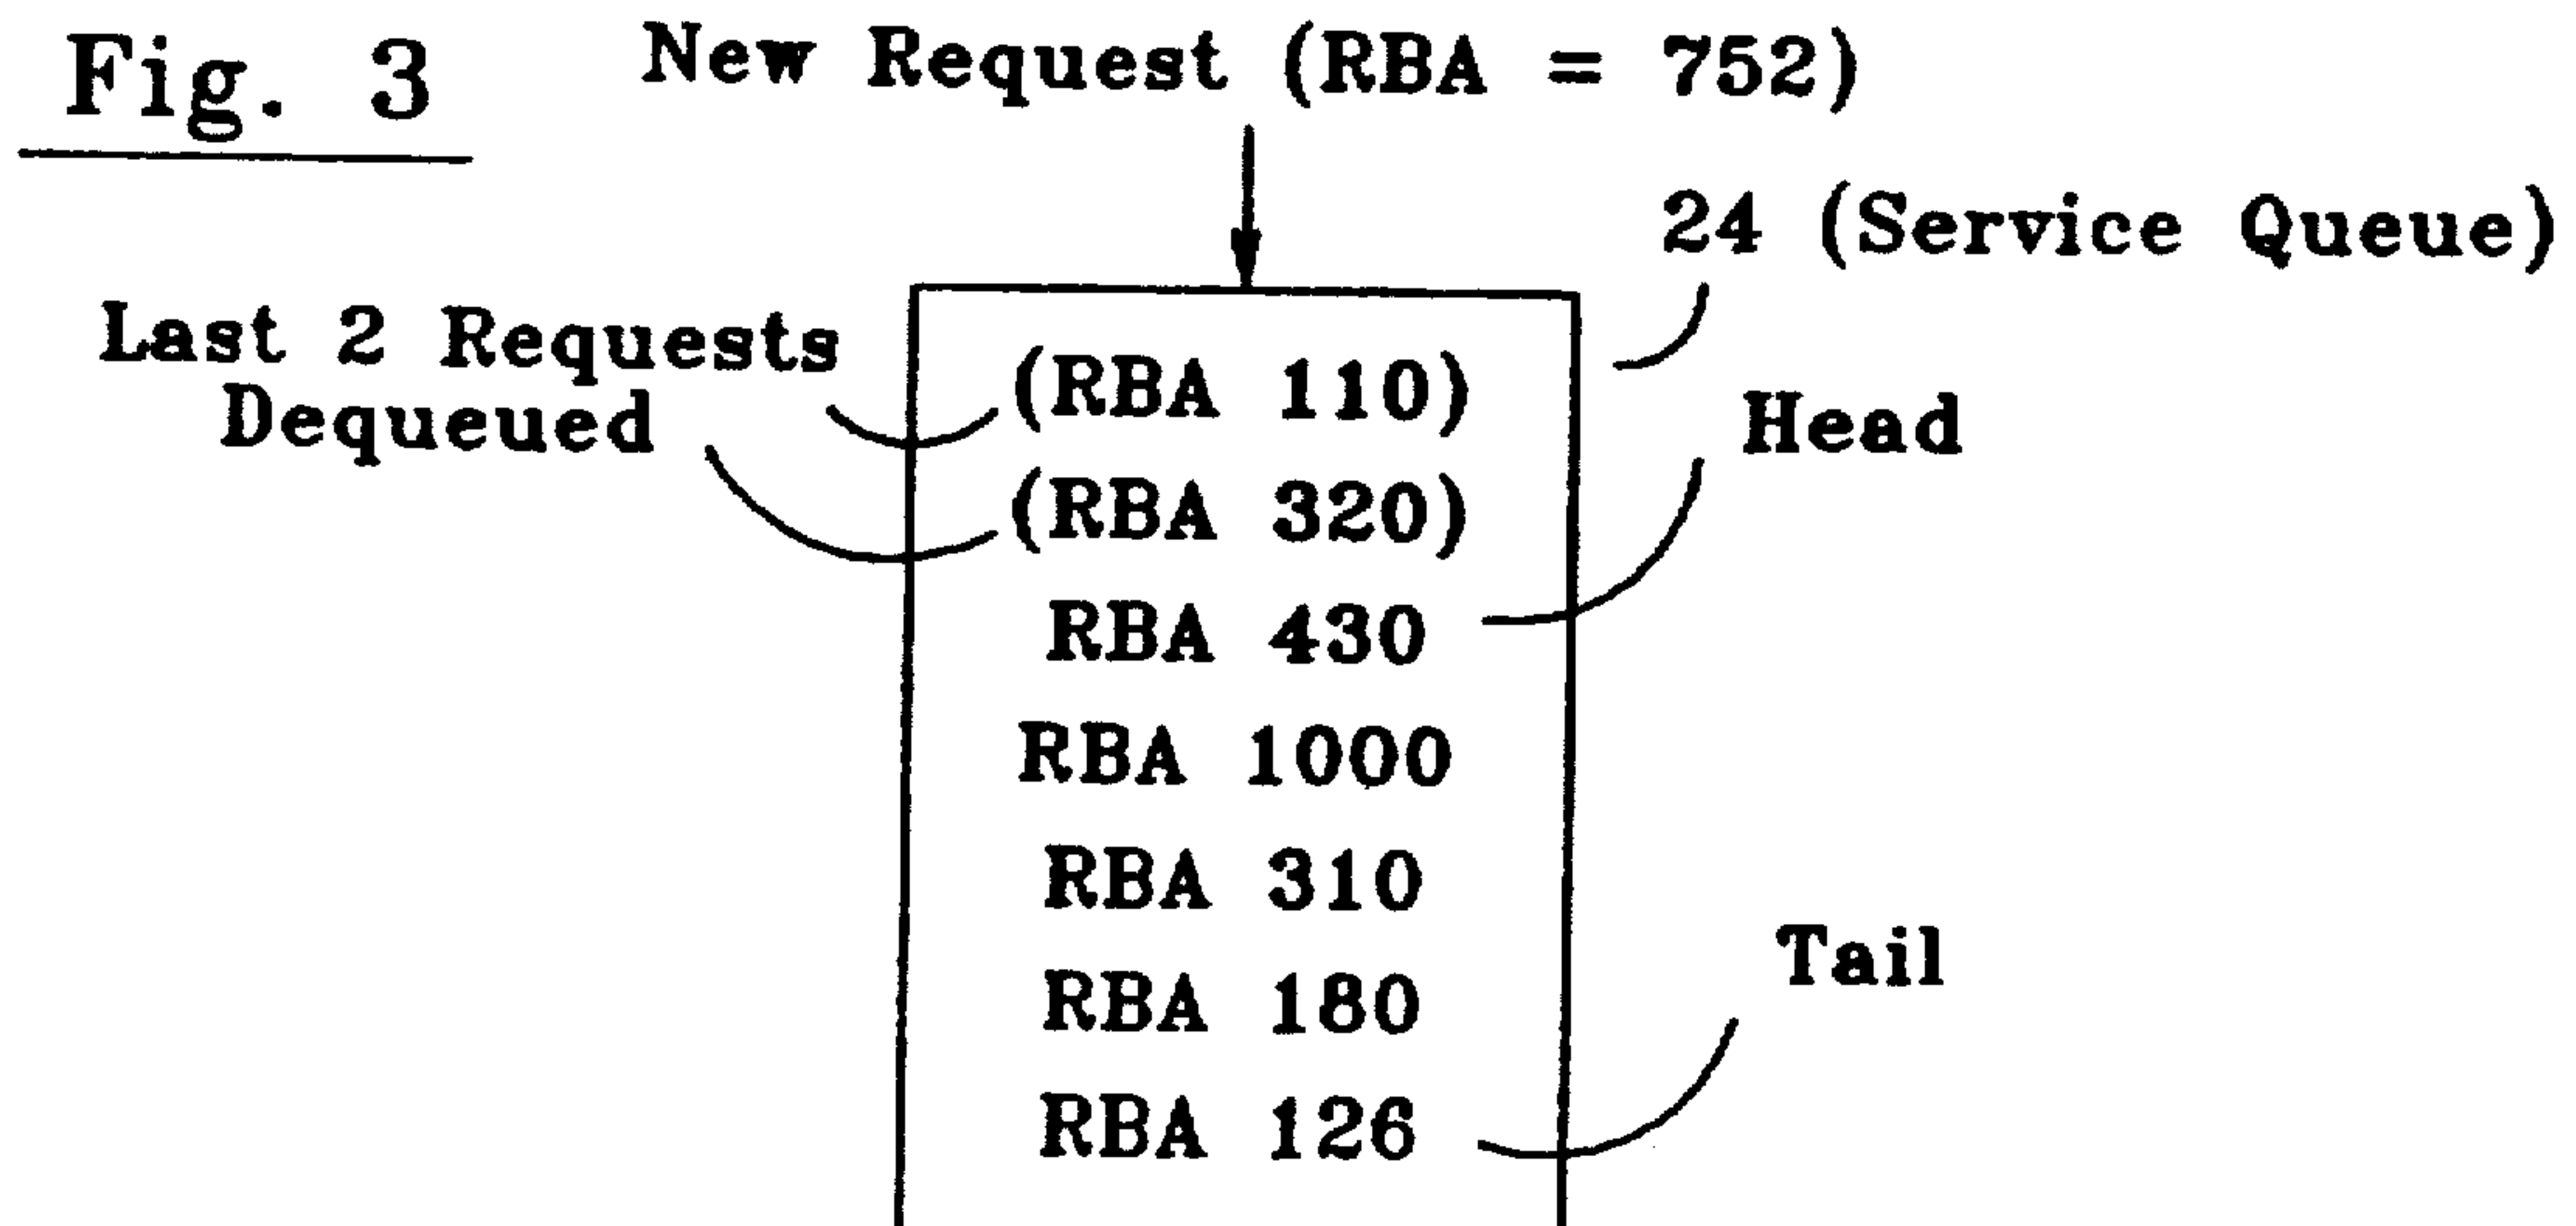 Fig. 3
New Request (RBA = 752)
24 (Service Queue)
Last 2 Requests
Dequeued
(RBA 110)
Head
(RBA 320)
RBA 430
RBA 1000
RBA 310
Tail
RBA 180
RBA 126